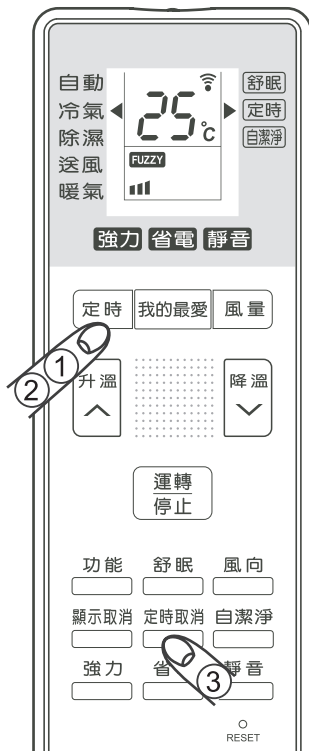 自動
冷氣 25℃ 舒眠
除濕 定時
送風 FUZZY 自潔淨
暖氣
強力 省電 靜音
定時 我的最愛 風量
① ②
升溫 降溫
運轉
停止
功能 舒眠 風向
顯示取消 定時取消 自潔淨
強力 省 ③ 靜音
RESET